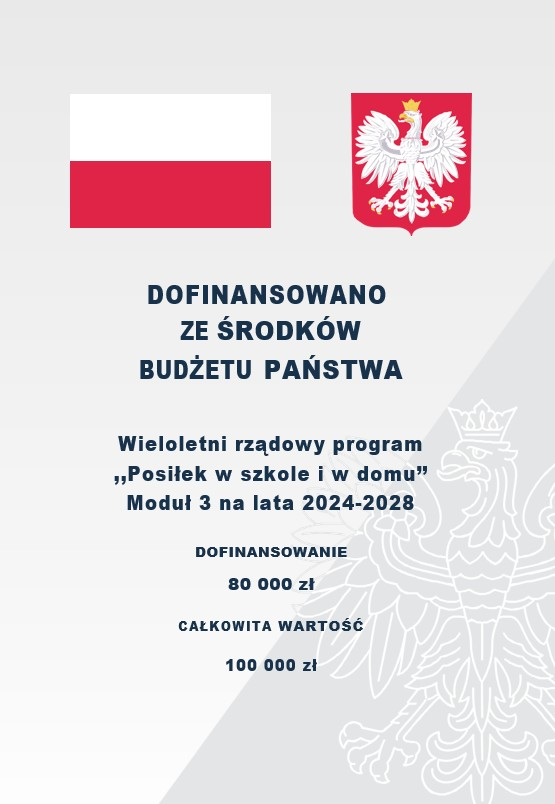 DOFINANSOWANO
ZE ŚRODKÓW
BUDŻETU PAŃSTWA
Wieloletni rządowy program
,,Posiłek w szkole i w domu”
Moduł 3 na lata 2024-2028
DOFINANSOWANIE
80 000 zł
CAŁKOWITA WARTOŚĆ
100 000 zł